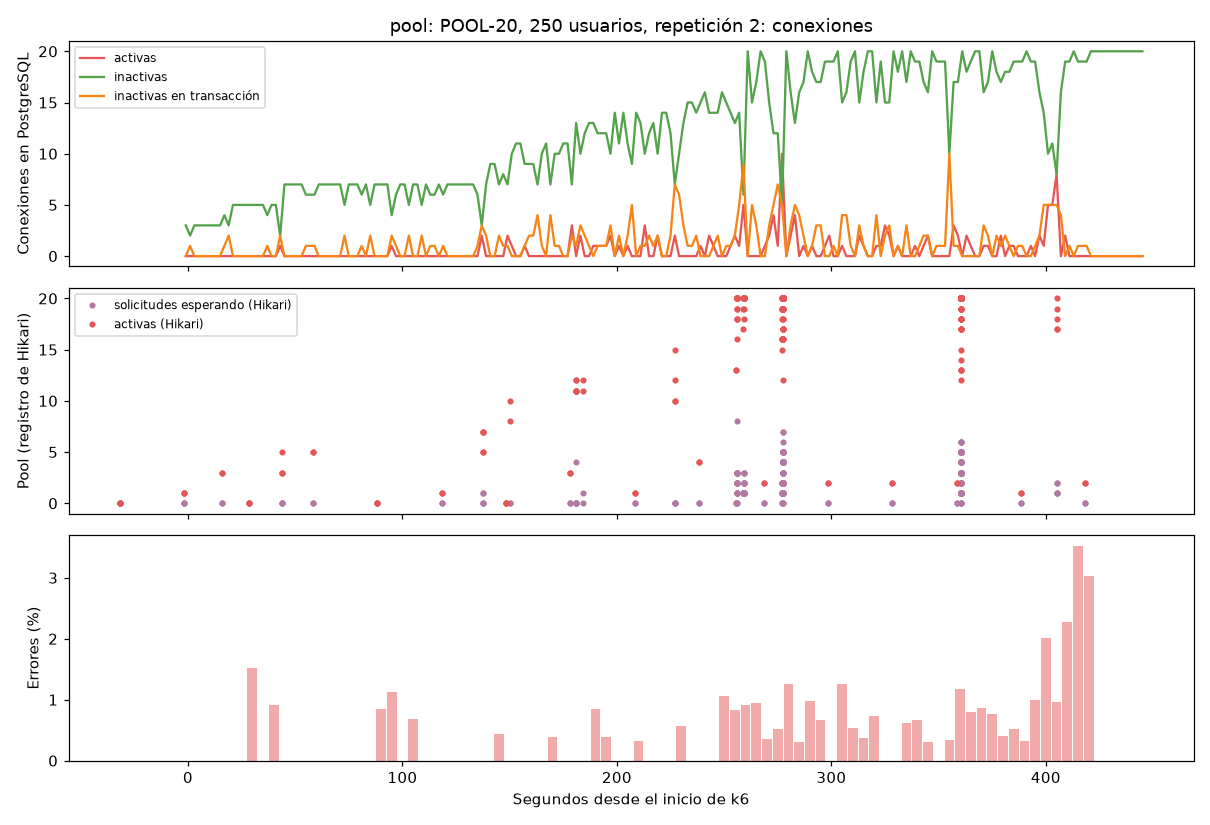 pool: POOL-20, 250 usuarios, repetición 2: conexiones
Conexiones en PostgreSQL
20
15
10
5
0
activas
inactivas
inactivas en transacción
Pool (registro de Hikari)
20
15
10
5
0
solicitudes esperando (Hikari)
activas (Hikari)
Errores (%)
3
2
1
0
0 100 200 300 400
Segundos desde el inicio de k6